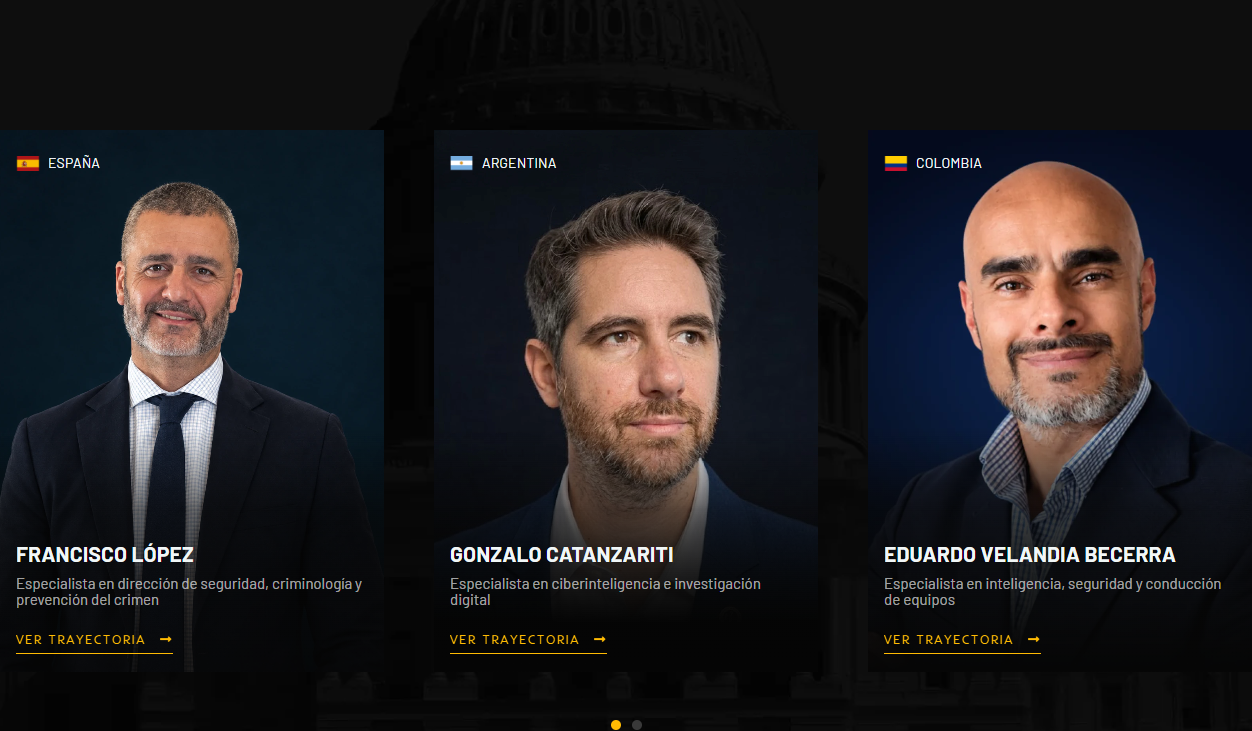 ESPAÑA
FRANCISCO LÓPEZ
Especialista en dirección de seguridad, criminología y
prevención del crimen
VER TRAYECTORIA
ARGENTINA
GONZALO CATANZARITI
Especialista en ciberinteligencia e investigación
digital
VER TRAYECTORIA
COLOMBIA
EDUARDO VELANDIA BECERRA
Especialista en inteligencia, seguridad y conducción
de equipos
VER TRAYECTORIA